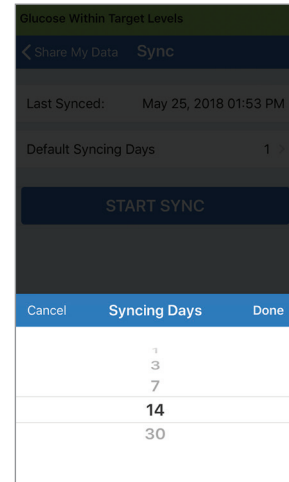 Glucose Within Target Levels
Share My Data Sync
Last Synced: May 25, 2018 01:53 PM
Default Syncing Days 1
START SYNC
Cancel Syncing Days Done
1
3
7
14
30